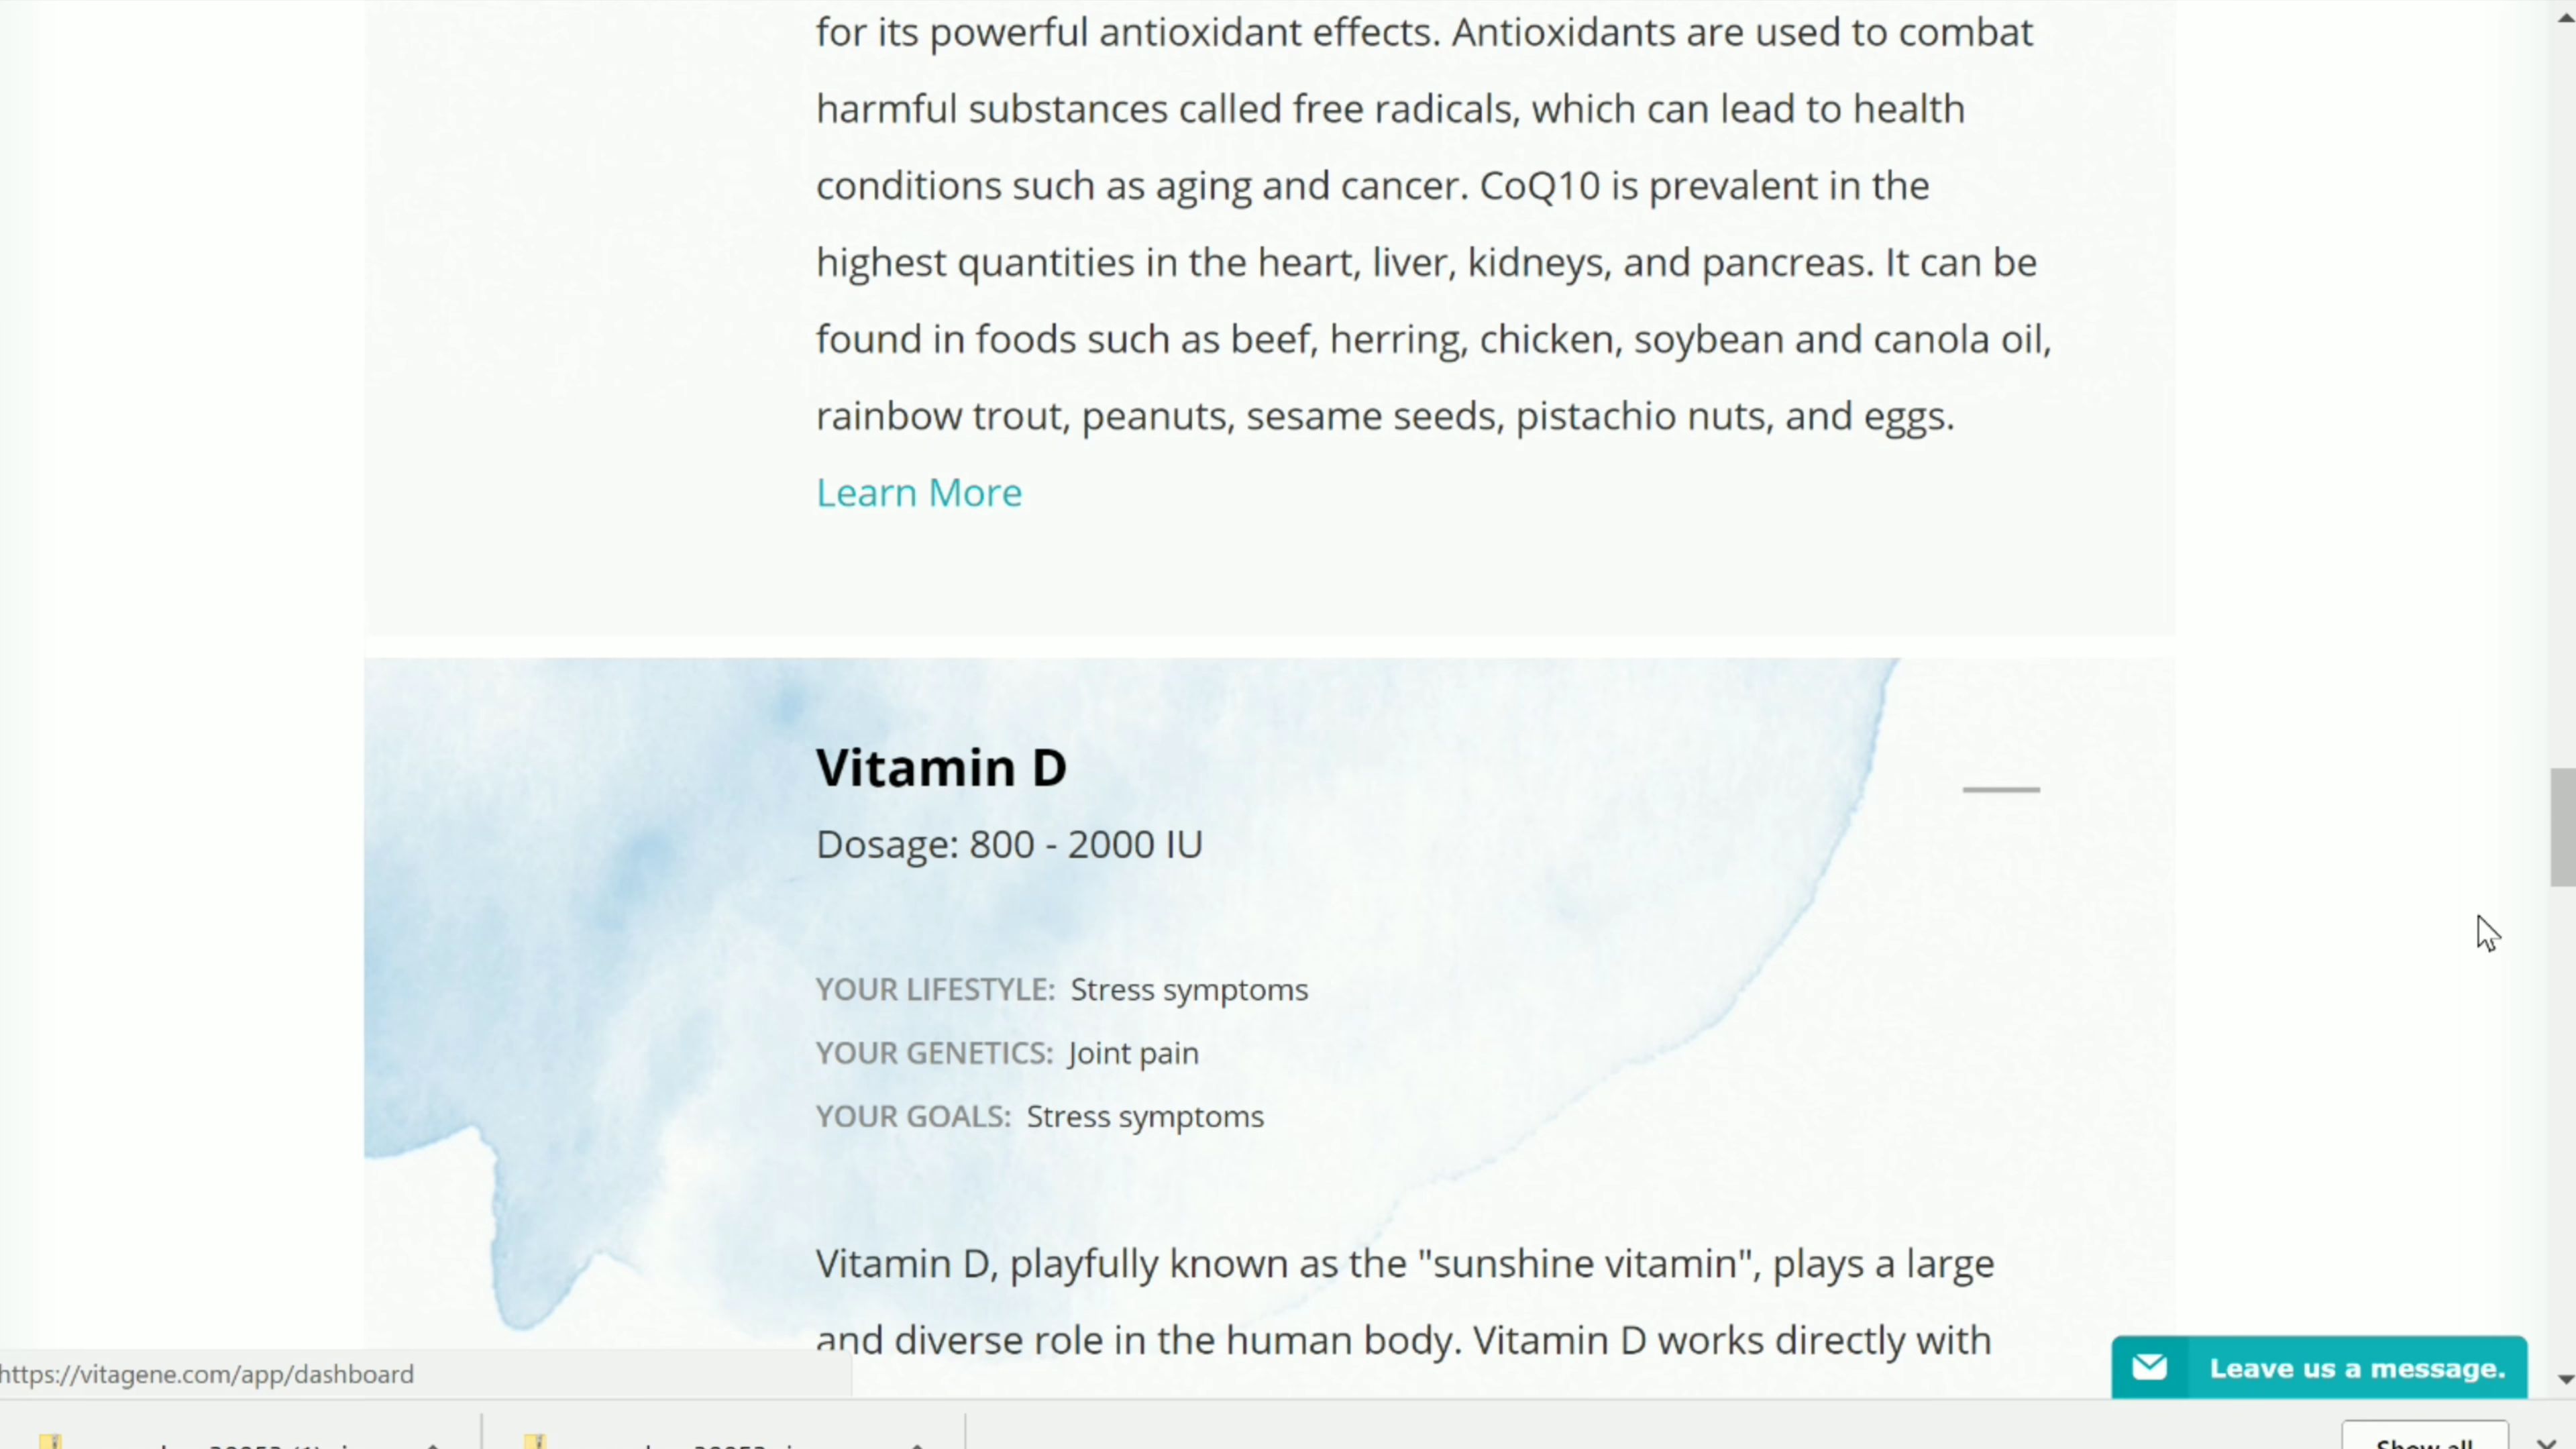 for its powerful antioxidant effects. Antioxidants are used to combat
harmful substances called free radicals, which can lead to health
conditions such as aging and cancer. CoQ10 is prevalent in the
highest quantities in the heart, liver, kidneys, and pancreas. It can be
found in foods such as beef, herring, chicken, soybean and canola oil,
rainbow trout, peanuts, sesame seeds, pistachio nuts, and eggs.
Learn More
Vitamin D
Dosage: 800 - 2000 IU
YOUR LIFESTYLE: Stress symptoms
YOUR GENETICS: Joint pain
YOUR GOALS: Stress symptoms
Vitamin D, playfully known as the "sunshine vitamin", plays a large
and diverse role in the human body. Vitamin D works directly with
https://vitagene.com/app/dashboard
Leave us a message.
Show all